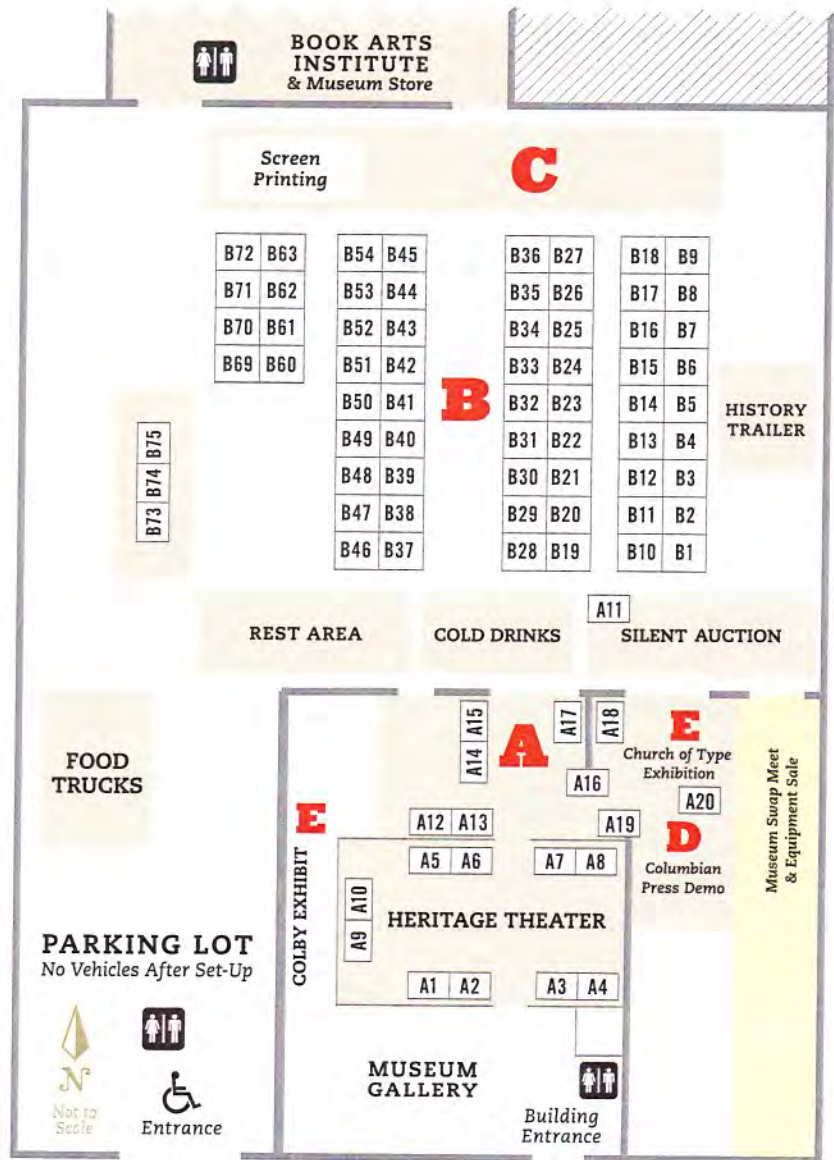 BOOK ARTS
INSTITUTE
& Museum Store
Screen
Printing
C
B72 B63 B54 B45 B36 B27 B18 B9
B71 B62 B53 B44 B35 B26 B17 B8
B70 B61 B52 B43 B34 B25 B16 B7
B69 B60 B51 B42 B33 B24 B15 B6
B50 B41 B32 B23 B14 B5
B
HISTORY
TRAILER
B49 B40 B31 B22 B13 B4
B48 B39 B30 B21 B12 B3
B47 B38 B29 B20 B11 B2
B46 B37 B28 B19 B10 B1
B73 B74 B75
A11
REST AREA
COLD DRINKS
SILENT AUCTION
FOOD
TRUCKS
A14 A15
A
A17
A18
E
Church of Type
Exhibition
A16
A20
Museum Swap Meet
& Equipment Sale
E
COLBY EXHIBIT
A12 A13
A19
D
Columbian
Press Demo
A5 A6
A7 A8
A9 A10
HERITAGE THEATER
A1 A2
A3 A4
PARKING LOT
No Vehicles After Set-Up
N
Not to
Scale
Entrance
MUSEUM
GALLERY
Building
Entrance